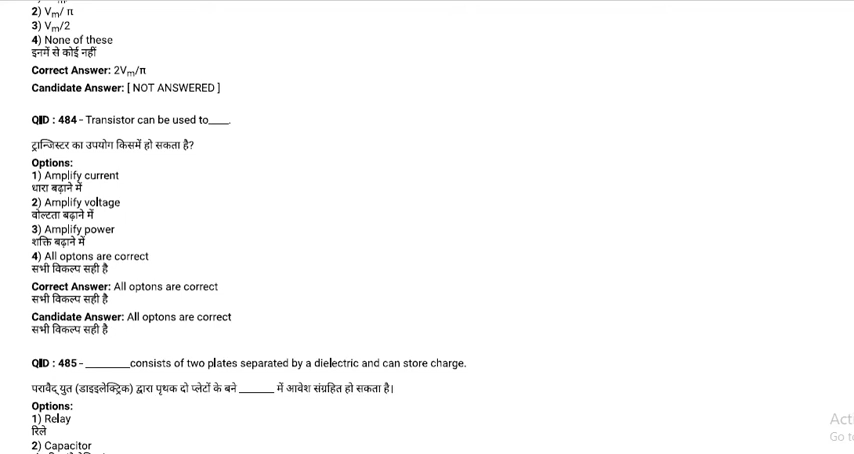 2) Vm/ π
3) Vm/2
4) None of these
इनमें से कोई नहीं
Correct Answer: 2Vm/π
Candidate Answer: [ NOT ANSWERED ]
QID : 484 - Transistor can be used to____.
ट्रान्जिस्टर का उपयोग किसमें हो सकता है?
Options:
1) Amplify current
धारा बढ़ाने में
2) Amplify voltage
वोल्टता बढ़ाने में
3) Amplify power
शक्ति बढ़ाने में
4) All optons are correct
सभी विकल्प सही है
Correct Answer: All optons are correct
सभी विकल्प सही है
Candidate Answer: All optons are correct
सभी विकल्प सही है
QID : 485 - ________consists of two plates separated by a dielectric and can store charge.
परावैद् युत (डाइइलेक्ट्रिक) द्वारा पृथक दो प्लेटों के बने ______ में आवेश संग्रहित हो सकता है।
Options:
1) Relay
रिले
2) Capacitor
Act
Go to